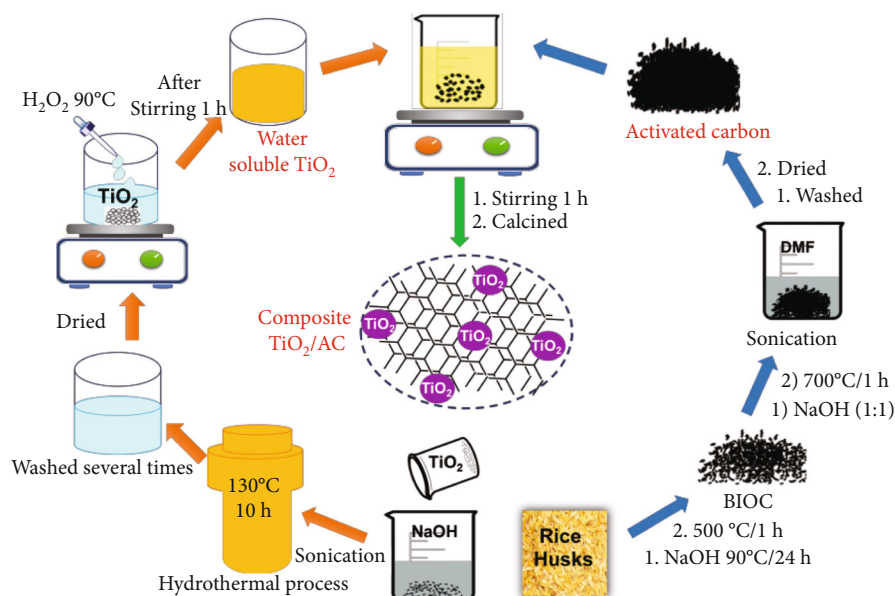 H₂O₂ 90°C
After
Stirring 1 h
TiO₂
Water
soluble TiO₂
Activated carbon
1. Stirring 1 h
2. Calcined
2. Dried
1. Washed
DMF
Sonication
Dried
Composite
TiO₂/AC
TiO₂
TiO₂
TiO₂
TiO₂
TiO₂
2) 700°C/1 h
1) NaOH (1:1)
Washed several times
130°C
10 h
Hydrothermal process
Sonication
TiO₂
NaOH
Rice
Husks
BIOC
2. 500 °C/1 h
1. NaOH 90°C/24 h